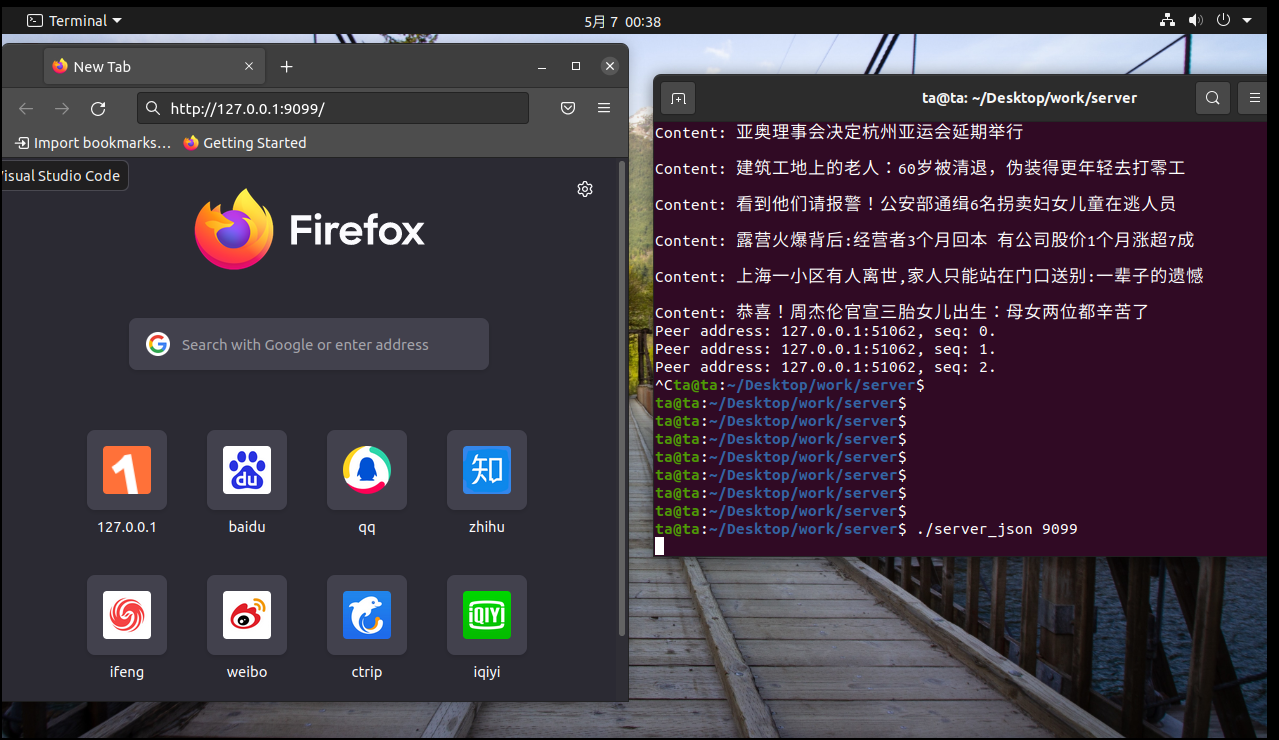 Terminal
5月 7 00:38
New Tab
http://127.0.0.1:9099/
Import bookmarks…
Getting Started
isual Studio Code
Firefox
Search with Google or enter address
127.0.0.1
du
baidu
qq
知
zhihu
ifeng
weibo
ctrip
iQIYI
iqiyi
ta@ta: ~/Desktop/work/server
Content: 亚奥理事会决定杭州亚运会延期举行
Content: 建筑工地上的老人：60岁被清退，伪装得更年轻去打零工
Content: 看到他们请报警！公安部通缉6名拐卖妇女儿童在逃人员
Content: 露营火爆背后:经营者3个月回本 有公司股价1个月涨超7成
Content: 上海一小区有人离世,家人只能站在门口送别:一辈子的遗憾
Content: 恭喜！周杰伦官宣三胎女儿出生：母女两位都辛苦了
Peer address: 127.0.0.1:51062, seq: 0.
Peer address: 127.0.0.1:51062, seq: 1.
Peer address: 127.0.0.1:51062, seq: 2.
^Cta@ta:~/Desktop/work/server$
ta@ta:~/Desktop/work/server$
ta@ta:~/Desktop/work/server$
ta@ta:~/Desktop/work/server$
ta@ta:~/Desktop/work/server$
ta@ta:~/Desktop/work/server$
ta@ta:~/Desktop/work/server$
ta@ta:~/Desktop/work/server$
ta@ta:~/Desktop/work/server$ ./server_json 9099